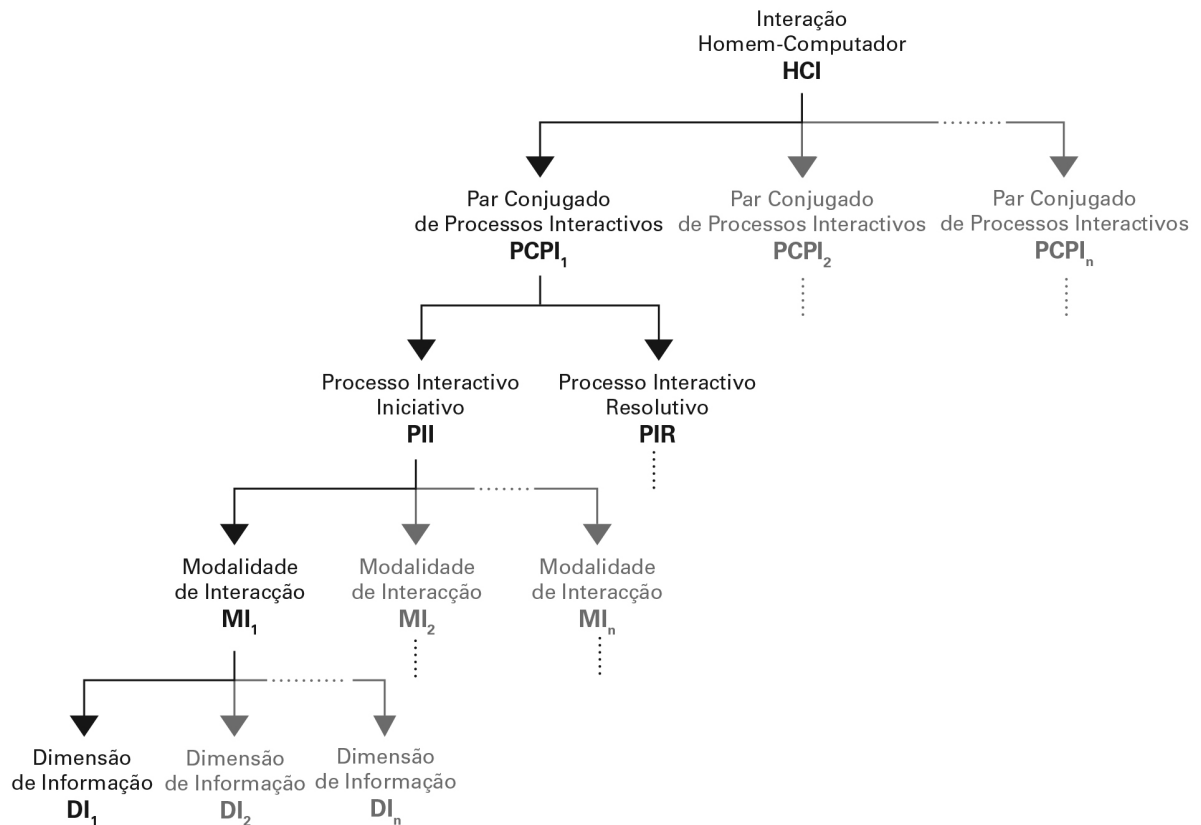 Interação
Homem-Computador
HCI
Par Conjugado
de Processos Interactivos
PCPI1
Par Conjugado
de Processos Interactivos
PCPI2
Par Conjugado
de Processos Interactivos
PCPIn
Processo Interactivo
Iniciativo
PII
Processo Interactivo
Resolutivo
PIR
Modalidade
de Interacção
MI1
Modalidade
de Interacção
MI2
Modalidade
de Interacção
MIn
Dimensão
de Informação
DI1
Dimensão
de Informação
DI2
Dimensão
de Informação
DIn